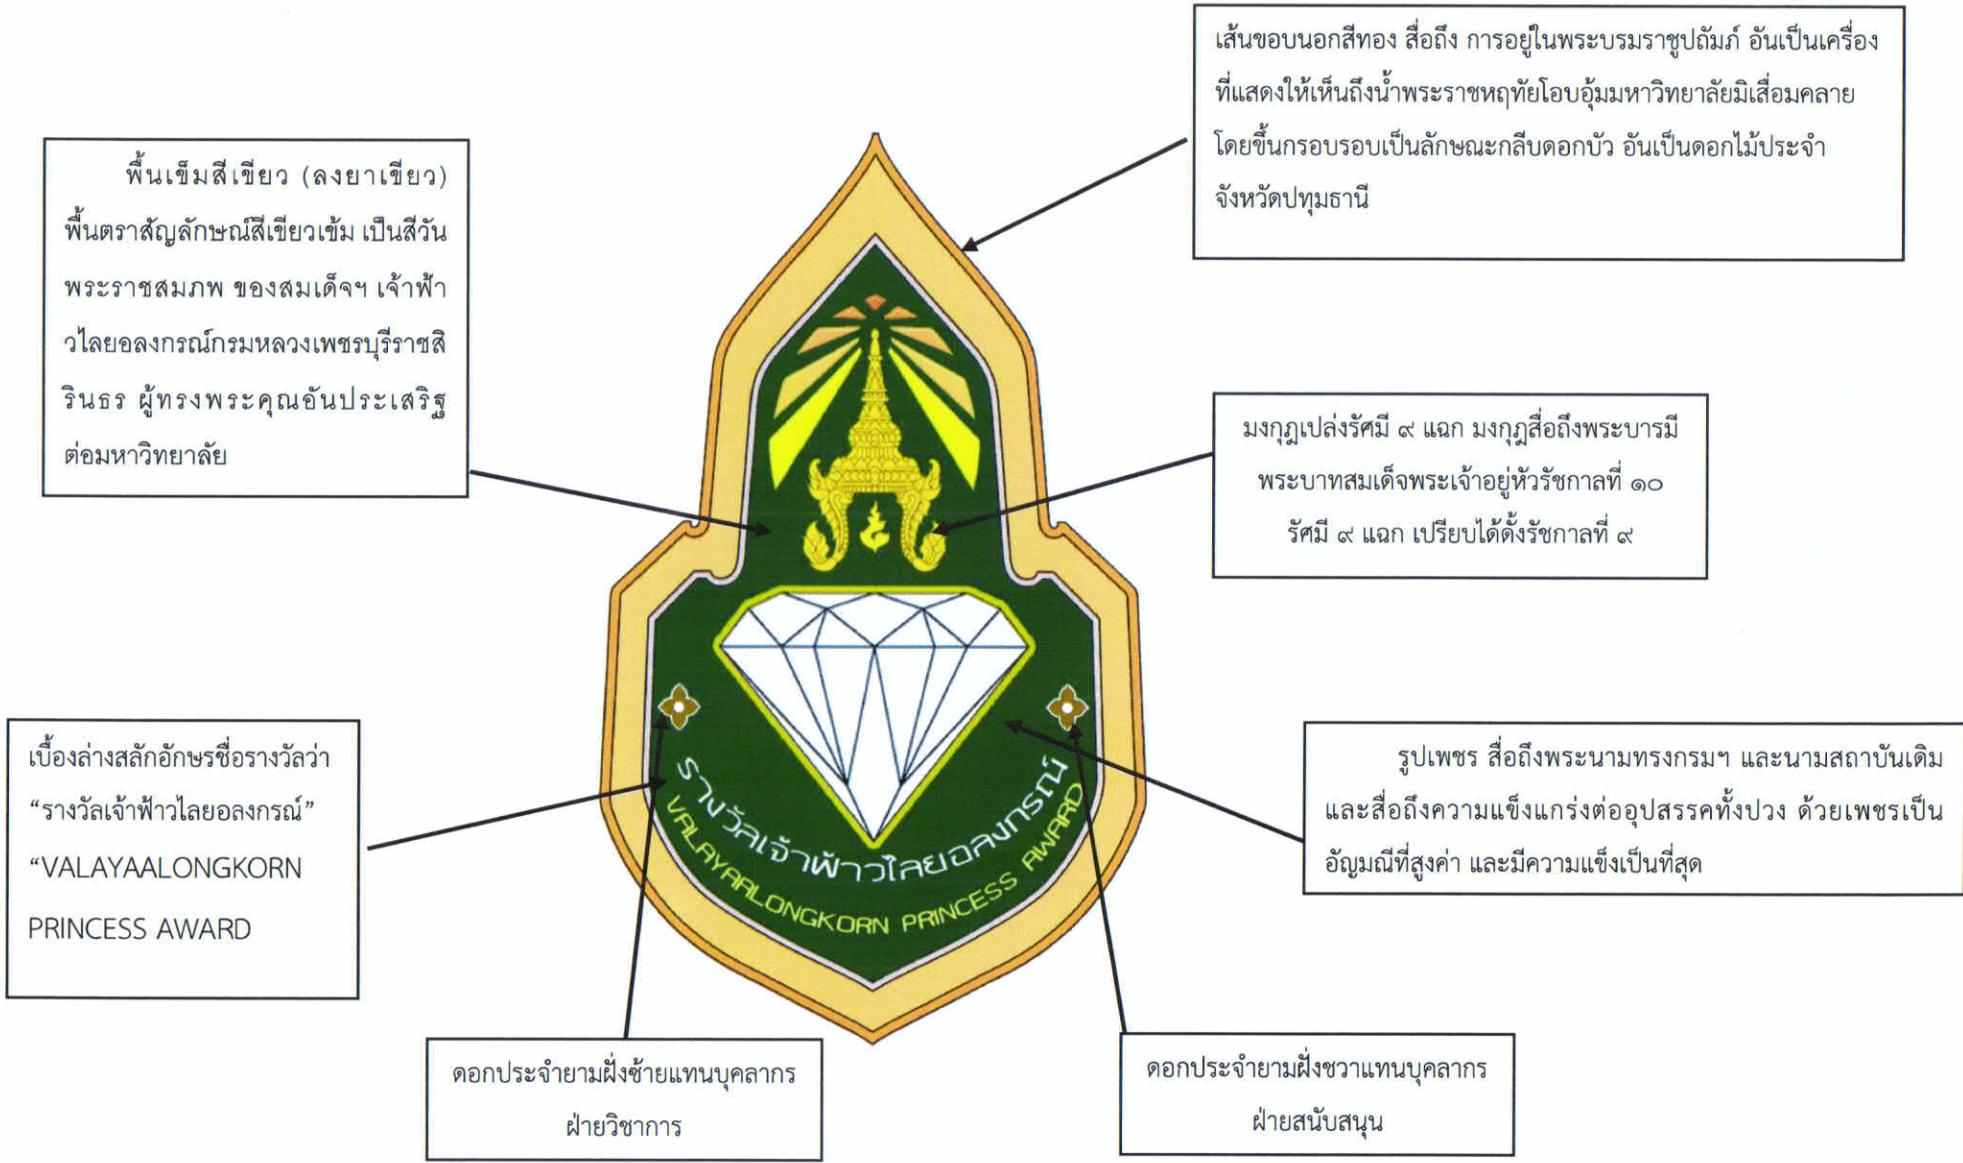 เส้นขอบนอกสีทอง สื่อถึง การอยู่ในพระบรมราชูปถัมภ์ อันเป็นเครื่อง
ที่แสดงให้เห็นถึงน้ำพระราชหฤทัยโอบอุ้มมหาวิทยาลัยมิเสื่อมคลาย
โดยขึ้นกรอบรอบเป็นลักษณะกลีบดอกบัว อันเป็นดอกไม้ประจำ
จังหวัดปทุมธานี
พื้นเข็มสีเขียว (ลงยาเขียว)
พื้นตราสัญลักษณ์สีเขียวเข้ม เป็นสีวัน
พระราชสมภพ ของสมเด็จฯ เจ้าฟ้า
วไลยอลงกรณ์กรมหลวงเพชรบุรีราชสิ
รินธร ผู้ทรงพระคุณอันประเสริฐ
ต่อมหาวิทยาลัย
มงกุฎเปล่งรัศมี ๙ แฉก มงกุฎสื่อถึงพระบารมี
พระบาทสมเด็จพระเจ้าอยู่หัวรัชกาลที่ ๑๐
รัศมี ๙ แฉก เปรียบได้ดั้งรัชกาลที่ ๙
เบื้องล่างสลักอักษรชื่อรางวัลว่า
“รางวัลเจ้าฟ้าวไลยอลงกรณ์”
“VALAYAALONGKORN
PRINCESS AWARD
รูปเพชร สื่อถึงพระนามทรงกรมฯ และนามสถาบันเดิม
และสื่อถึงความแข็งแกร่งต่ออุปสรรคทั้งปวง ด้วยเพชรเป็น
อัญมณีที่สูงค่า และมีความแข็งเป็นที่สุด
รางวัลเจ้าฟ้าวไลยอลงกรณ์
VALAYAALONGKORN PRINCESS AWARD
ดอกประจำยามฝั่งซ้ายแทนบุคลากร
ฝ่ายวิชาการ
ดอกประจำยามฝั่งขวาแทนบุคลากร
ฝ่ายสนับสนุน